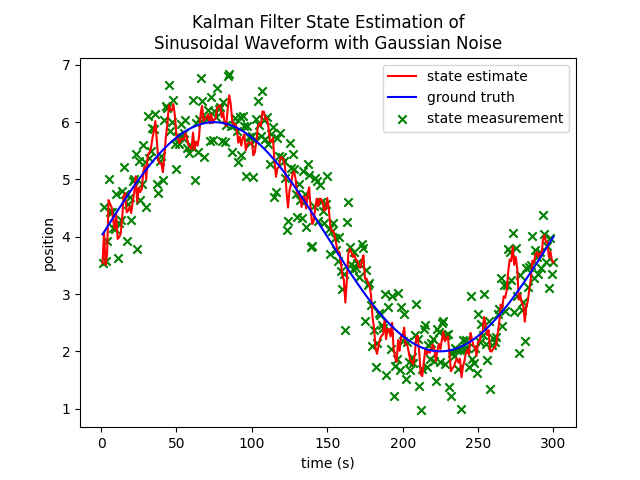 Kalman Filter State Estimation of
Sinusoidal Waveform with Gaussian Noise
state estimate
ground truth
state measurement
7
6
5
4
3
2
1
position
0
50
100
150
200
250
300
time (s)